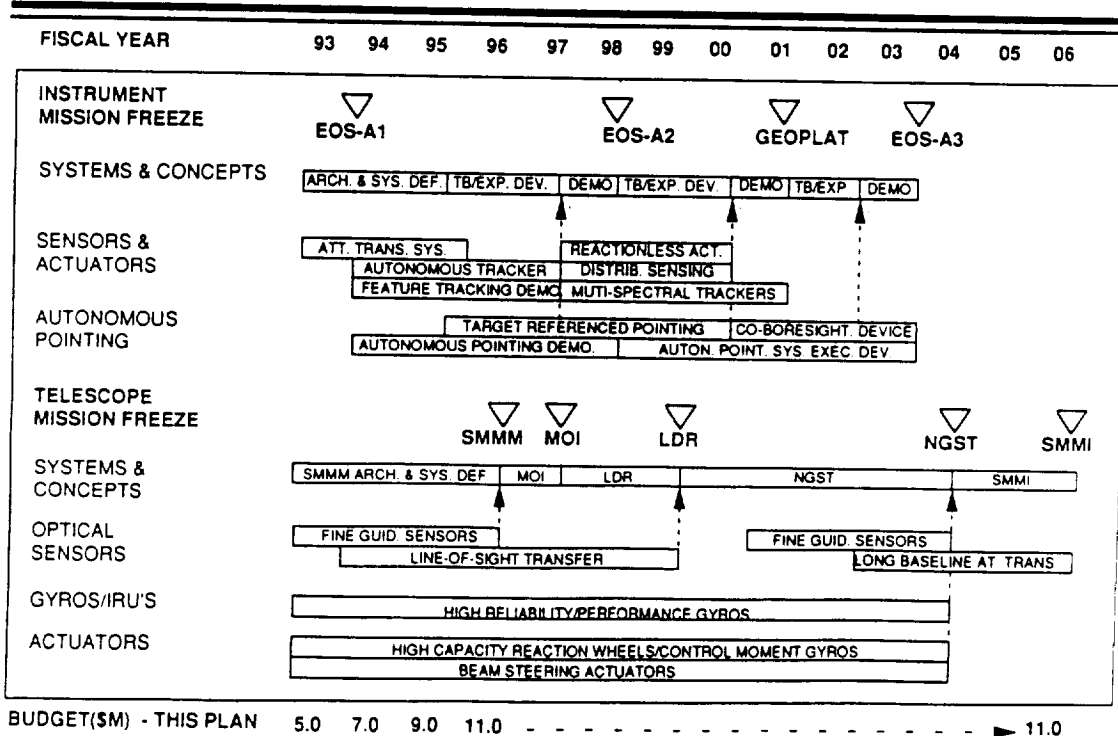 FISCAL YEAR 93 94 95 96 97 98 99 00 01 02 03 04 05 06
INSTRUMENT
MISSION FREEZE
EOS-A1 EOS-A2 GEOPLAT EOS-A3
SYSTEMS & CONCEPTS ARCH. & SYS. DEF. TB/EXP. DEV. DEMO TB/EXP. DEV. DEMO TB/EXP DEMO
SENSORS &
ACTUATORS
ATT. TRANS. SYS. REACTIONLESS ACT.
AUTONOMOUS TRACKER DISTRIB. SENSING
FEATURE TRACKING DEMO MUTI-SPECTRAL TRACKERS
AUTONOMOUS
POINTING
TARGET REFERENCED POINTING CO-BORESIGHT. DEVICE
AUTONOMOUS POINTING DEMO. AUTON. POINT. SYS. EXEC. DEV.
TELESCOPE
MISSION FREEZE
SMMM MOI LDR NGST SMMI
SYSTEMS &
CONCEPTS
SMMM ARCH. & SYS. DEF MOI LDR NGST SMMI
OPTICAL
SENSORS
FINE GUID. SENSORS FINE GUID. SENSORS
LINE-OF-SIGHT TRANSFER LONG BASELINE AT TRANS
GYROS/IRU'S HIGH RELIABILITY/PERFORMANCE GYROS
ACTUATORS HIGH CAPACITY REACTION WHEELS/CONTROL MOMENT GYROS
BEAM STEERING ACTUATORS
BUDGET($M) - THIS PLAN 5.0 7.0 9.0 11.0 - - - - - - - - - - - 11.0